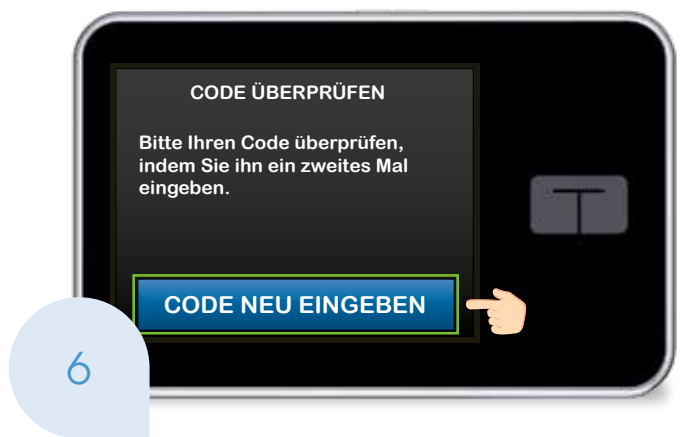 CODE ÜBERPRÜFEN
Bitte Ihren Code überprüfen,
indem Sie ihn ein zweites Mal
eingeben.
CODE NEU EINGEBEN
6